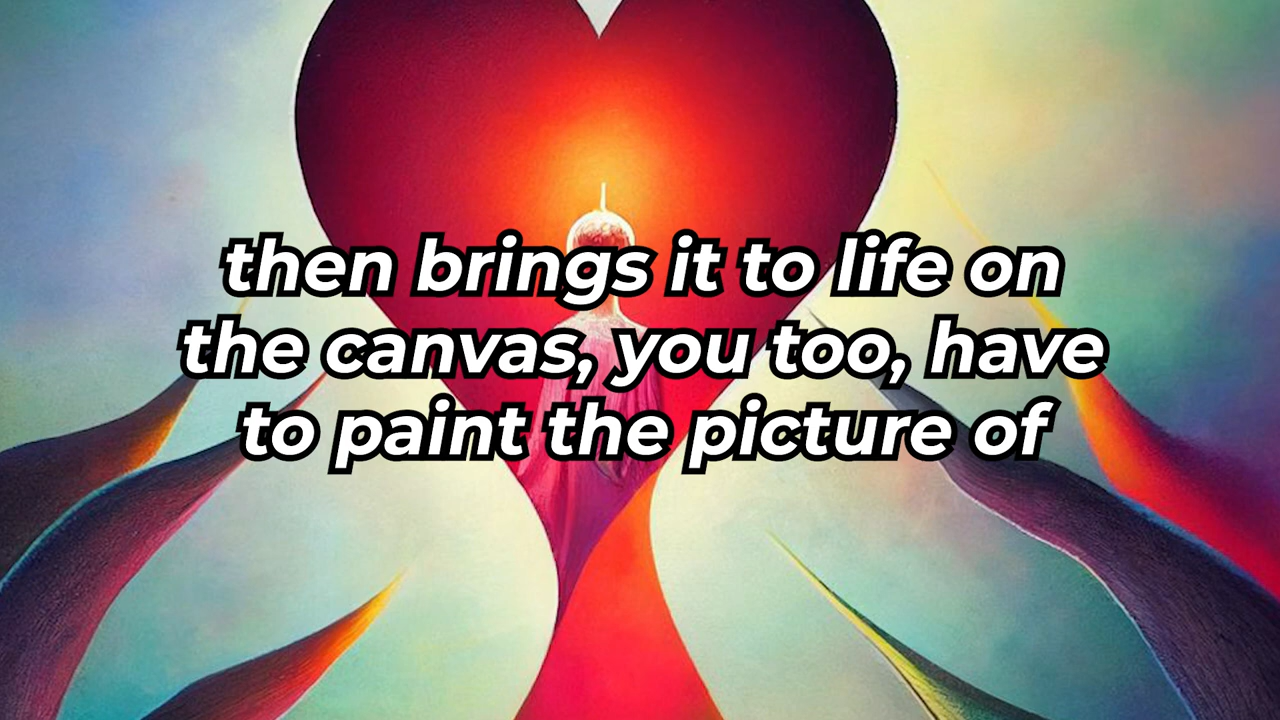 then brings it to life on
the canvas, you too, have
to paint the picture of